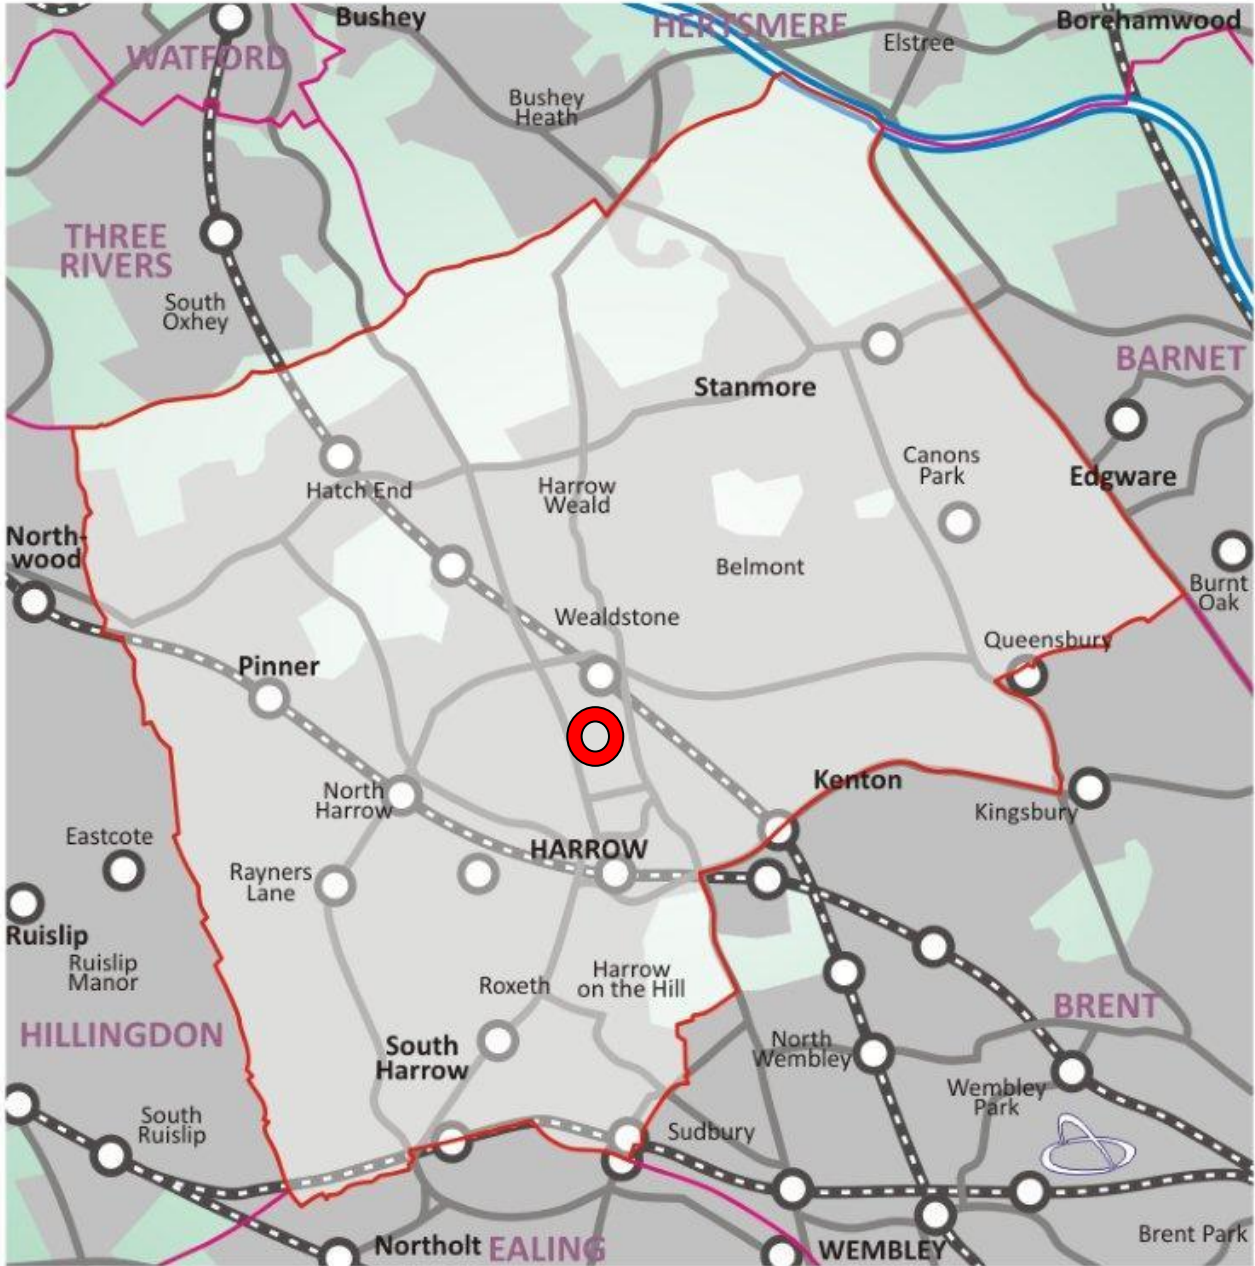 Bushey
HERTSMERE
Borehamwood
WATFORD
Elstree
Bushey
Heath
THREE
RIVERS
South
Oxhey
BARNET
Stanmore
Canons
Park
Edgware
Hatch End
Harrow
Weald
North-
wood
Belmont
Burnt
Oak
Wealdstone
Queensbury
Pinner
Kenton
North
Harrow
Kingsbury
Eastcote
HARROW
Rayners
Lane
Ruislip
Ruislip
Manor
Roxeth
Harrow
on the Hill
BRENT
HILLINGDON
South
Harrow
North
Wembley
Wembley
Park
South
Ruislip
Sudbury
Northolt
EALING
WEMBLEY
Brent Park